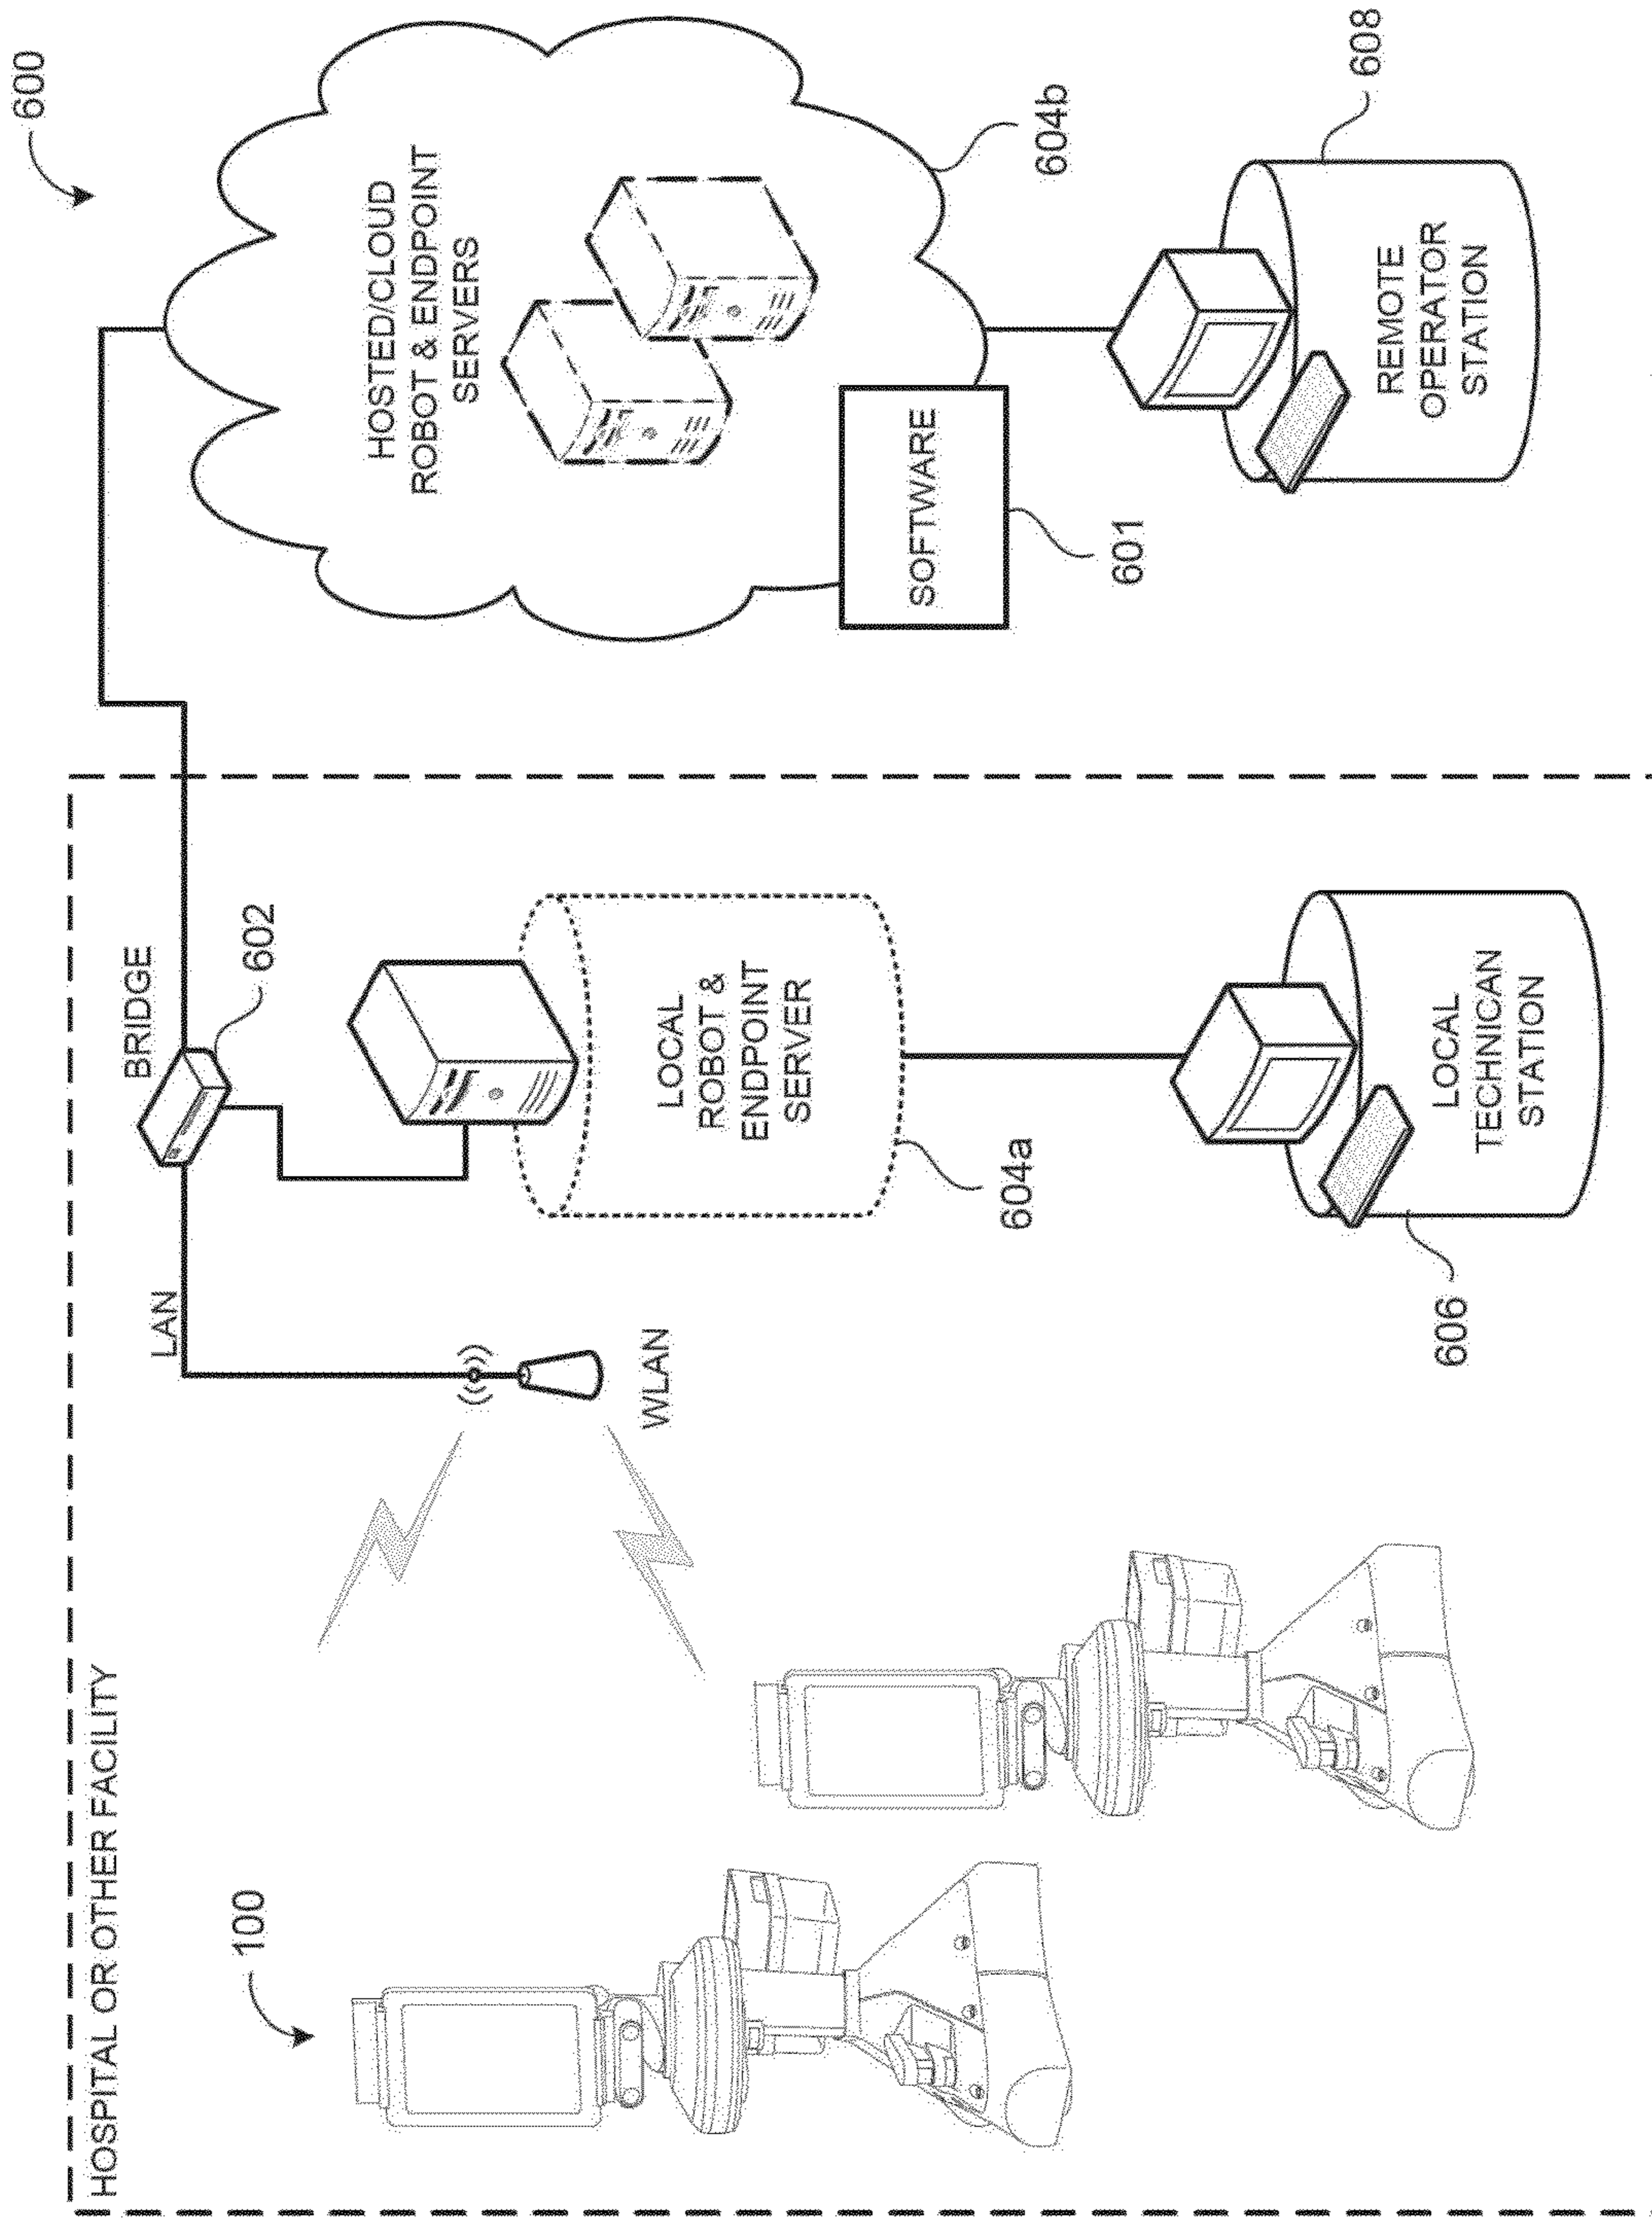 600
HOSPITAL OR OTHER FACILITY
100
LAN
WLAN
BRIDGE
602
LOCAL
ROBOT &
ENDPOINT
SERVER
604a
LOCAL
TECHNICAN
STATION
606
HOSTED/CLOUD
ROBOT & ENDPOINT
SERVERS
604b
SOFTWARE
601
REMOTE
OPERATOR
STATION
608